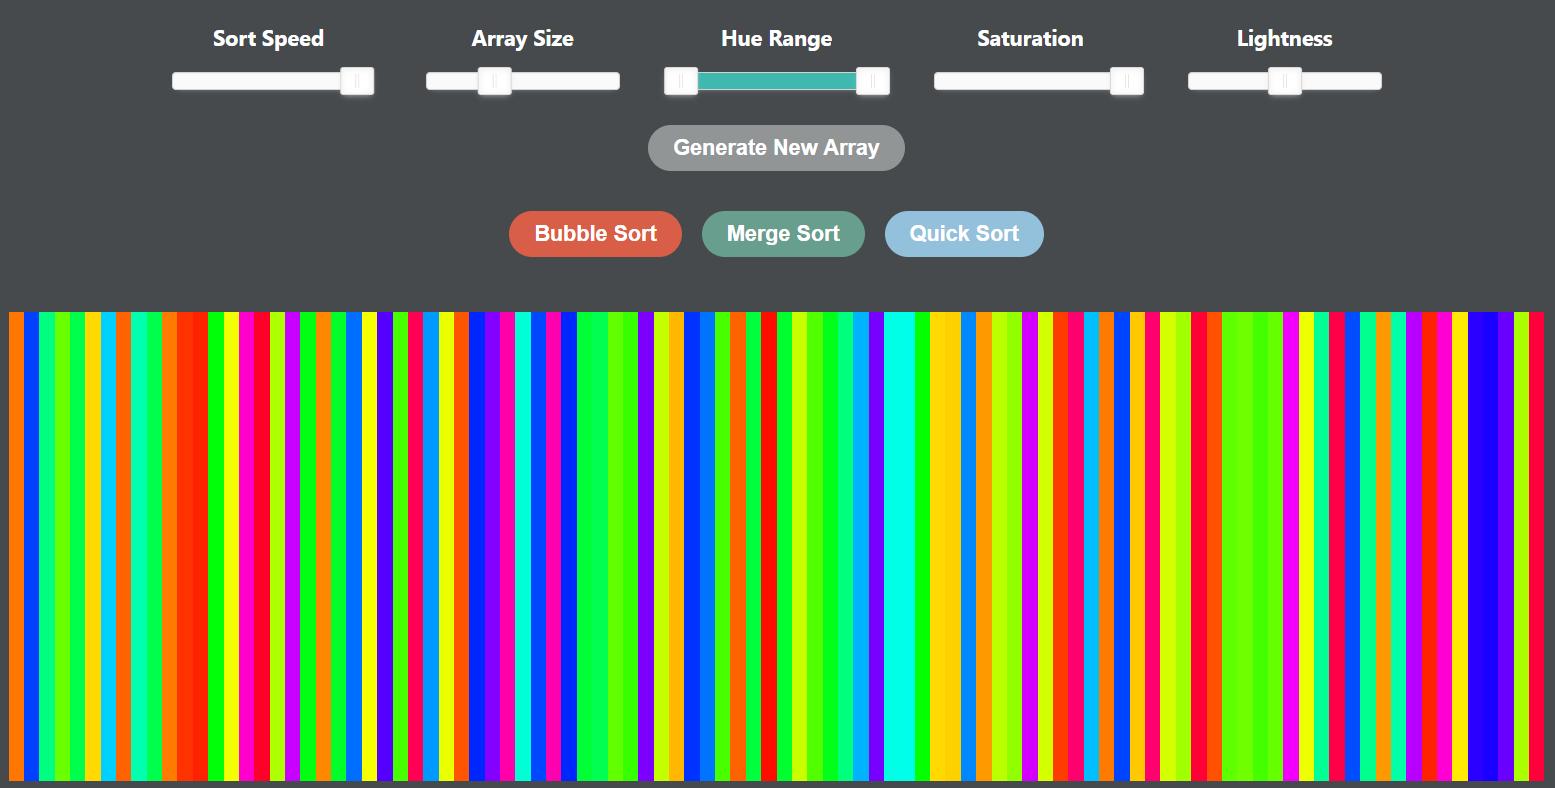 Sort Speed Array Size Hue Range Saturation Lightness
Generate New Array
Bubble Sort Merge Sort Quick Sort